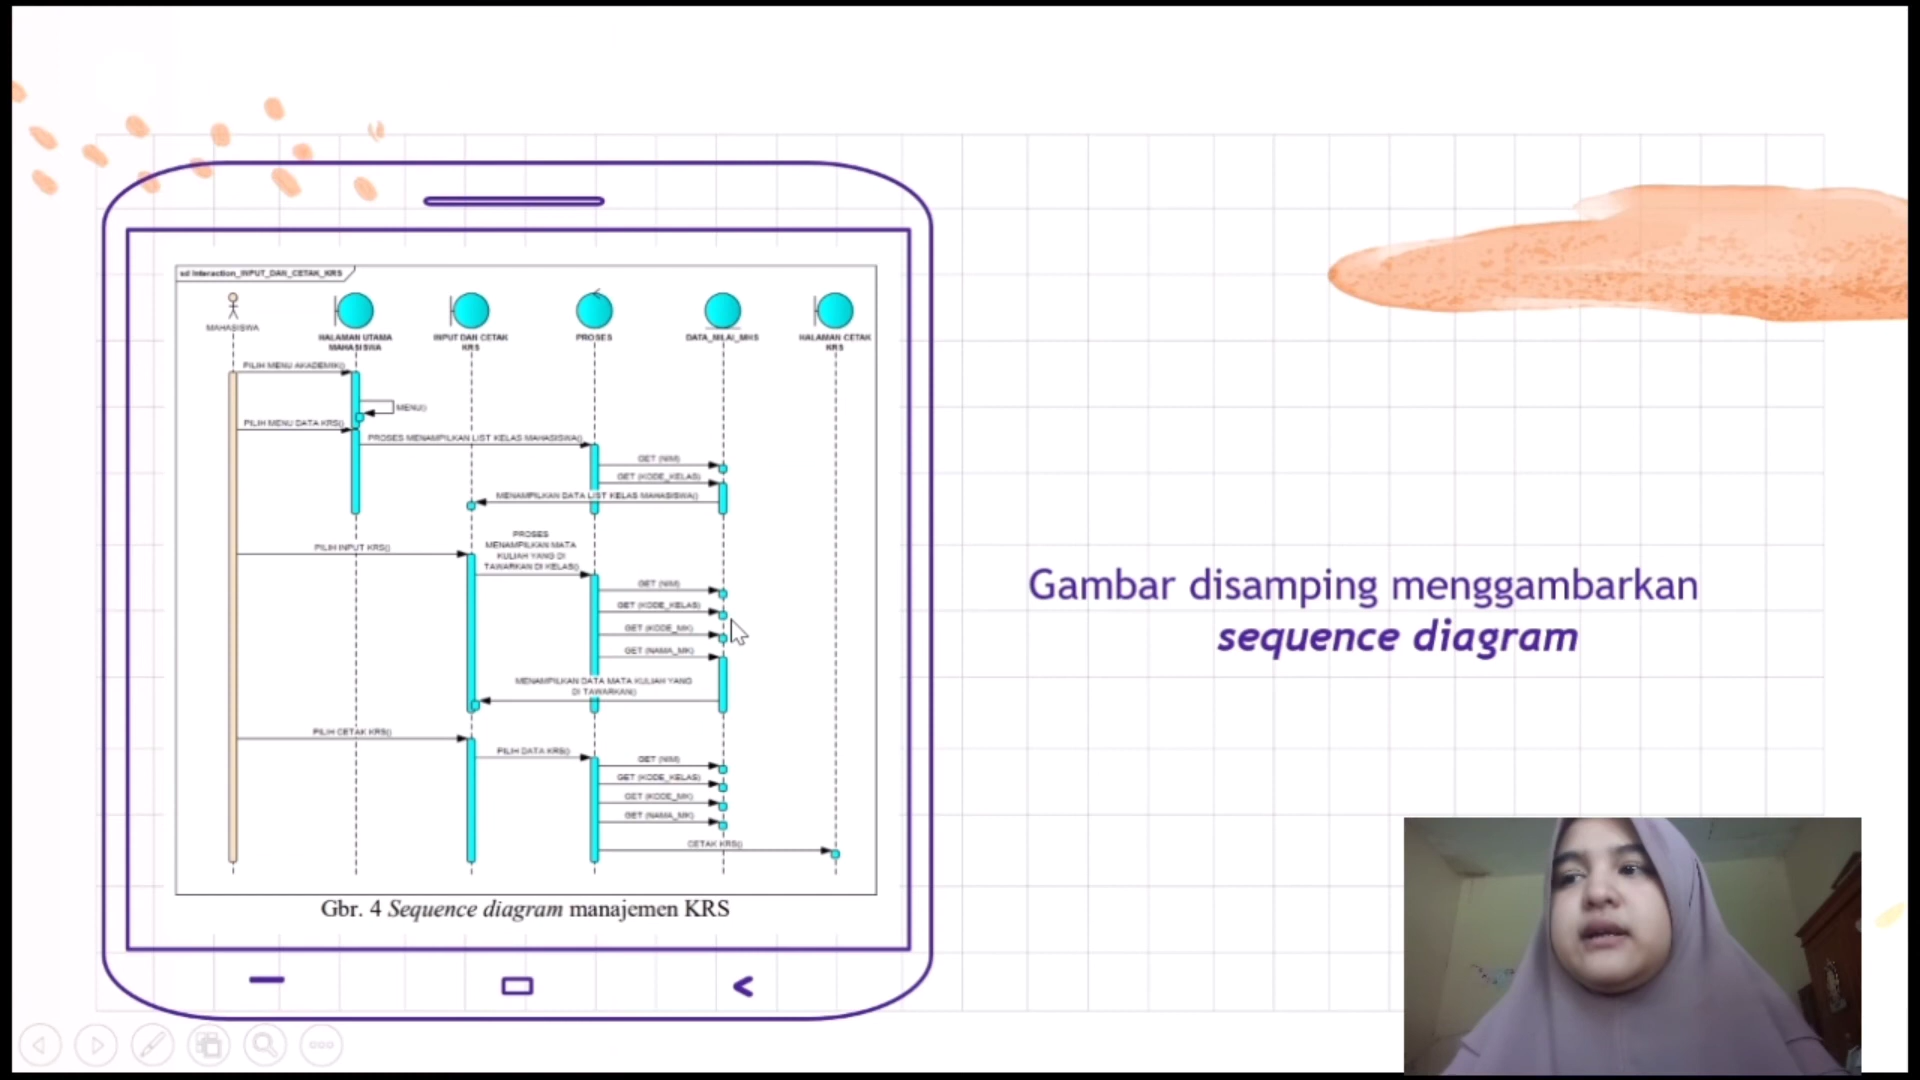 sd Interaction_INPUT_DAN_CETAK_KRS
MAHASISWA
HALAMAN UTAMA
MAHASISWA
INPUT DAN CETAK
KRS
PROSES
DATA_NILAI_MHS
HALAMAN CETAK
KRS
PILIH MENU AKADEMIK()
MENU()
PILIH MENU DATA KRS()
PROSES MENAMPILKAN LIST KELAS MAHASISWA()
GET (NIM)
GET (KODE_KELAS)
MENAMPILKAN DATA LIST KELAS MAHASISWA()
PILIH INPUT KRS()
PROSES
MENAMPILKAN MATA
KULIAH YANG DI
TAWARKAN DI KELAS()
GET (NIM)
GET (KODE_KELAS)
GET (KODE_MK)
GET (NAMA_MK)
MENAMPILKAN DATA MATA KULIAH YANG
DI TAWARKAN()
PILIH CETAK KRS()
PILIH DATA KRS()
GET (NIM)
GET (KODE_KELAS)
GET (KODE_MK)
GET (NAMA_MK)
CETAK KRS()
Gbr. 4 Sequence diagram manajemen KRS
Gambar disamping menggambarkan
sequence diagram